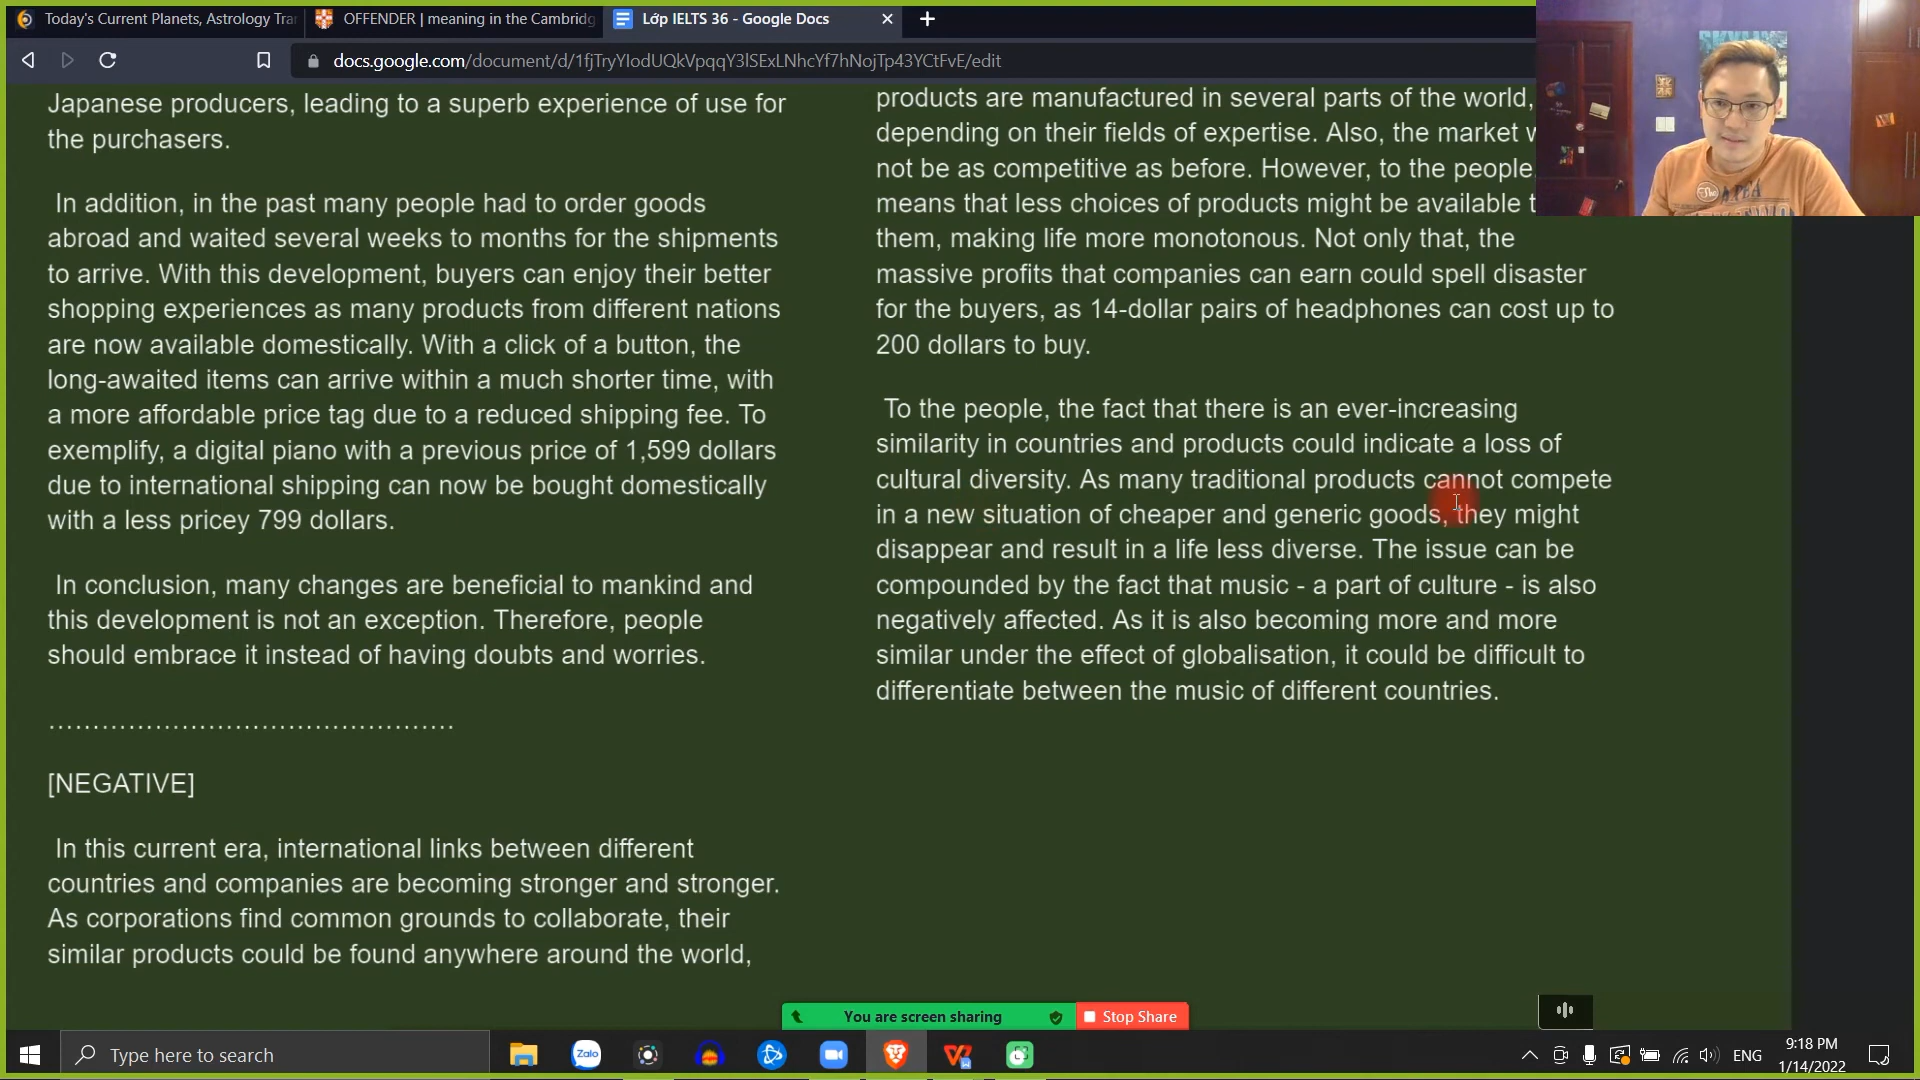 Today's Current Planets, Astrology Tra
OFFENDER | meaning in the Cambridg
Lớp IELTS 36 - Google Docs
docs.google.com/document/d/1fjTryYIodUQkVpqqY3lSExLNhcYf7hNojTp43YCtFvE/edit
Japanese producers, leading to a superb experience of use for
the purchasers.
In addition, in the past many people had to order goods
abroad and waited several weeks to months for the shipments
to arrive. With this development, buyers can enjoy their better
shopping experiences as many products from different nations
are now available domestically. With a click of a button, the
long-awaited items can arrive within a much shorter time, with
a more affordable price tag due to a reduced shipping fee. To
exemplify, a digital piano with a previous price of 1,599 dollars
due to international shipping can now be bought domestically
with a less pricey 799 dollars.
In conclusion, many changes are beneficial to mankind and
this development is not an exception. Therefore, people
should embrace it instead of having doubts and worries.
…………………………………………
[NEGATIVE]
In this current era, international links between different
countries and companies are becoming stronger and stronger.
As corporations find common grounds to collaborate, their
similar products could be found anywhere around the world,
products are manufactured in several parts of the world,
depending on their fields of expertise. Also, the market w
not be as competitive as before. However, to the people
means that less choices of products might be available t
them, making life more monotonous. Not only that, the
massive profits that companies can earn could spell disaster
for the buyers, as 14-dollar pairs of headphones can cost up to
200 dollars to buy.
To the people, the fact that there is an ever-increasing
similarity in countries and products could indicate a loss of
cultural diversity. As many traditional products cannot compete
in a new situation of cheaper and generic goods, they might
disappear and result in a life less diverse. The issue can be
compounded by the fact that music - a part of culture - is also
negatively affected. As it is also becoming more and more
similar under the effect of globalisation, it could be difficult to
differentiate between the music of different countries.
You are screen sharing
Stop Share
Type here to search
Zalo
ENG
9:18 PM
1/14/2022